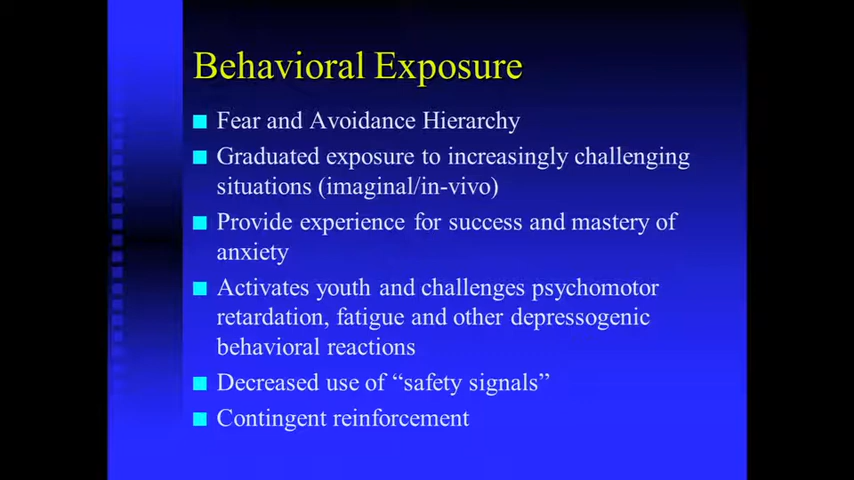 Behavioral Exposure
Fear and Avoidance Hierarchy
Graduated exposure to increasingly challenging
situations (imaginal/in-vivo)
Provide experience for success and mastery of
anxiety
Activates youth and challenges psychomotor
retardation, fatigue and other depressogenic
behavioral reactions
Decreased use of “safety signals”
Contingent reinforcement